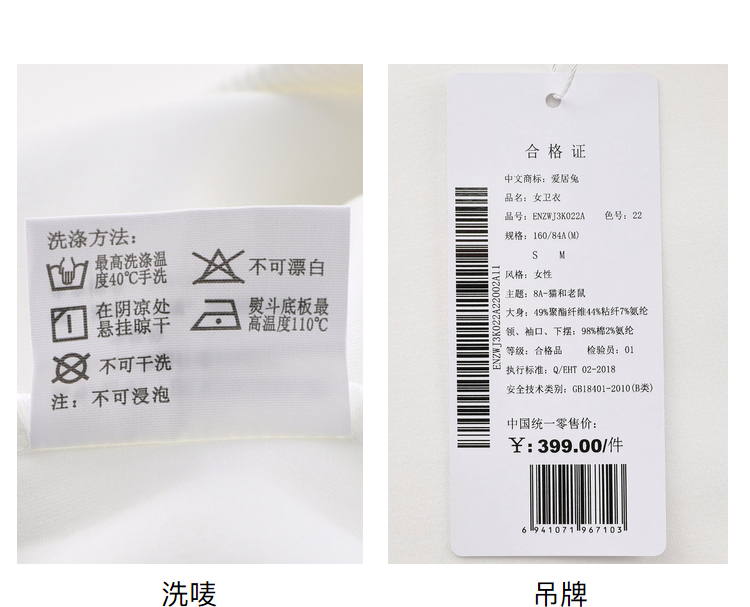 洗涤方法:
最高洗涤温
度40℃手洗
不可漂白
在阴凉处
悬挂晾干
熨斗底板最
高温度110℃
不可干洗
注: 不可浸泡
洗唛
合格证
中文商标: 爱居兔
品名: 女卫衣
品号: ENZWJ3K022A 色号: 22
规格: 160/84A(M)
S M
风格: 女性
主题: 8A-猫和老鼠
大身: 49%聚酯纤维44%粘纤7%氨纶
领、袖口、下摆: 98%棉2%氨纶
等级: 合格品 检验员: 01
执行标准: Q/EHT 02-2018
安全技术类别: GB18401-2010(B类)
ENZWJ3K022A22002A11
中国统一零售价:
¥: 399.00/件
6 941071 967103
吊牌